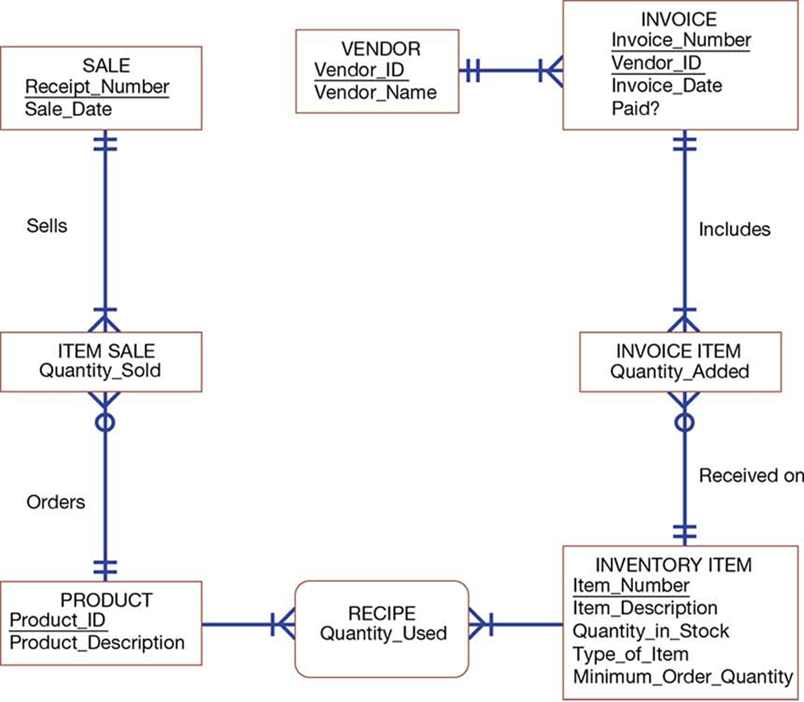 SALE
Receipt_Number
Sale_Date
VENDOR
Vendor_ID
Vendor_Name
INVOICE
Invoice_Number
Vendor_ID
Invoice_Date
Paid?
Sells
Includes
ITEM SALE
Quantity_Sold
INVOICE ITEM
Quantity_Added
Orders
Received on
PRODUCT
Product_ID
Product_Description
RECIPE
Quantity_Used
INVENTORY ITEM
Item_Number
Item_Description
Quantity_in_Stock
Type_of_Item
Minimum_Order_Quantity